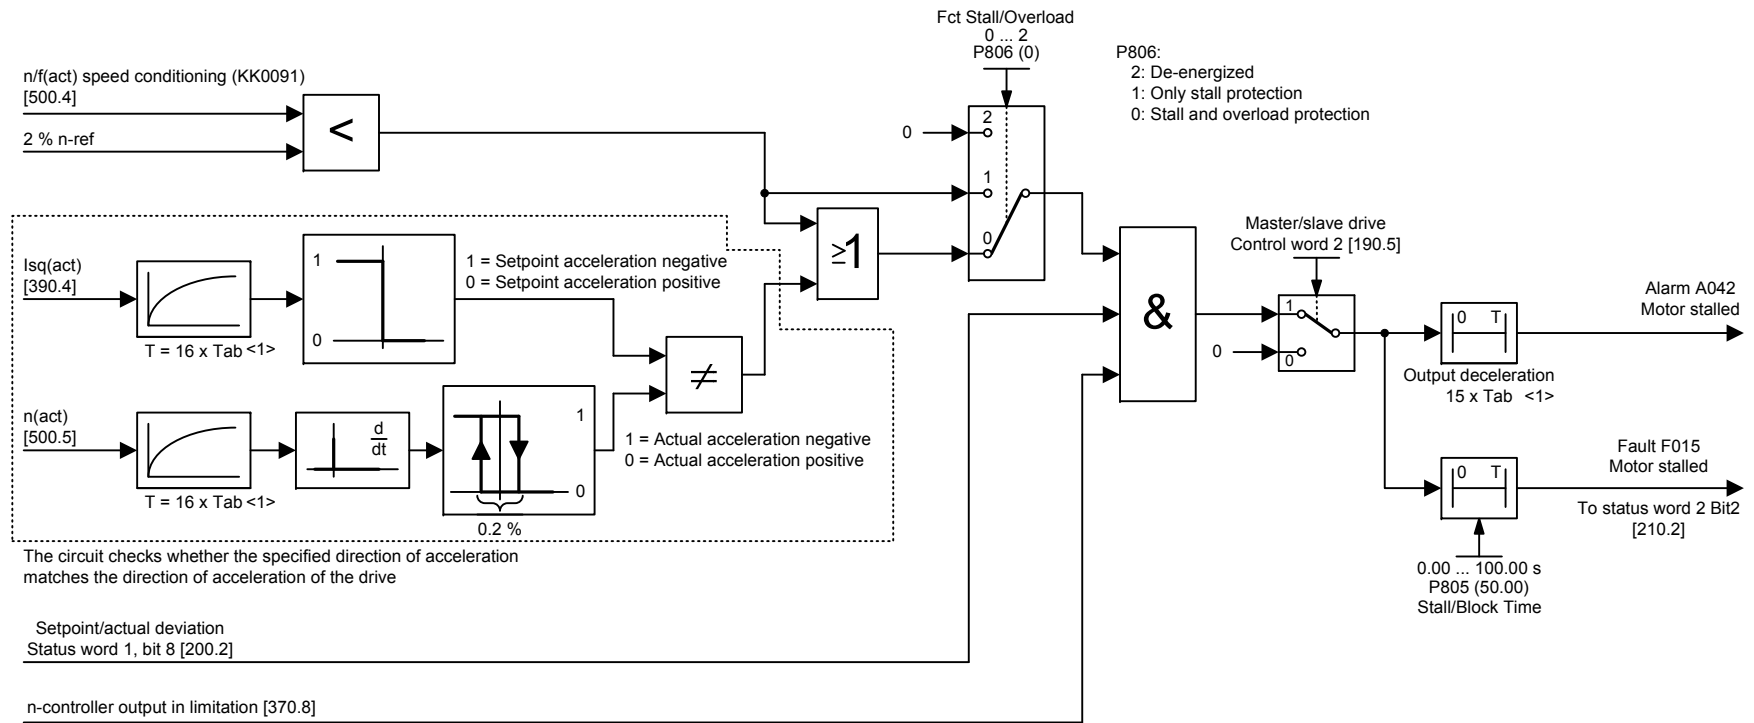 Fct Stall/Overload
0 ... 2
P806 (0)
P806:
2: De-energized
1: Only stall protection
0: Stall and overload protection
n/f(act) speed conditioning (KK0091)
[500.4]
2 % n-ref
<
0
2
1
0
Isq(act)
[390.4]
T = 16 x Tab <1>
1
0
1 = Setpoint acceleration negative
0 = Setpoint acceleration positive
≥1
≠
n(act)
[500.5]
T = 16 x Tab <1>
d
dt
1
0
0.2 %
1 = Actual acceleration negative
0 = Actual acceleration positive
The circuit checks whether the specified direction of acceleration
matches the direction of acceleration of the drive
Setpoint/actual deviation
Status word 1, bit 8 [200.2]
n-controller output in limitation [370.8]
&
Master/slave drive
Control word 2 [190.5]
1
0
0
0 T
Output deceleration
15 x Tab <1>
Alarm A042
Motor stalled
0 T
Fault F015
Motor stalled
To status word 2 Bit2
[210.2]
0.00 ... 100.00 s
P805 (50.00)
Stall/Block Time